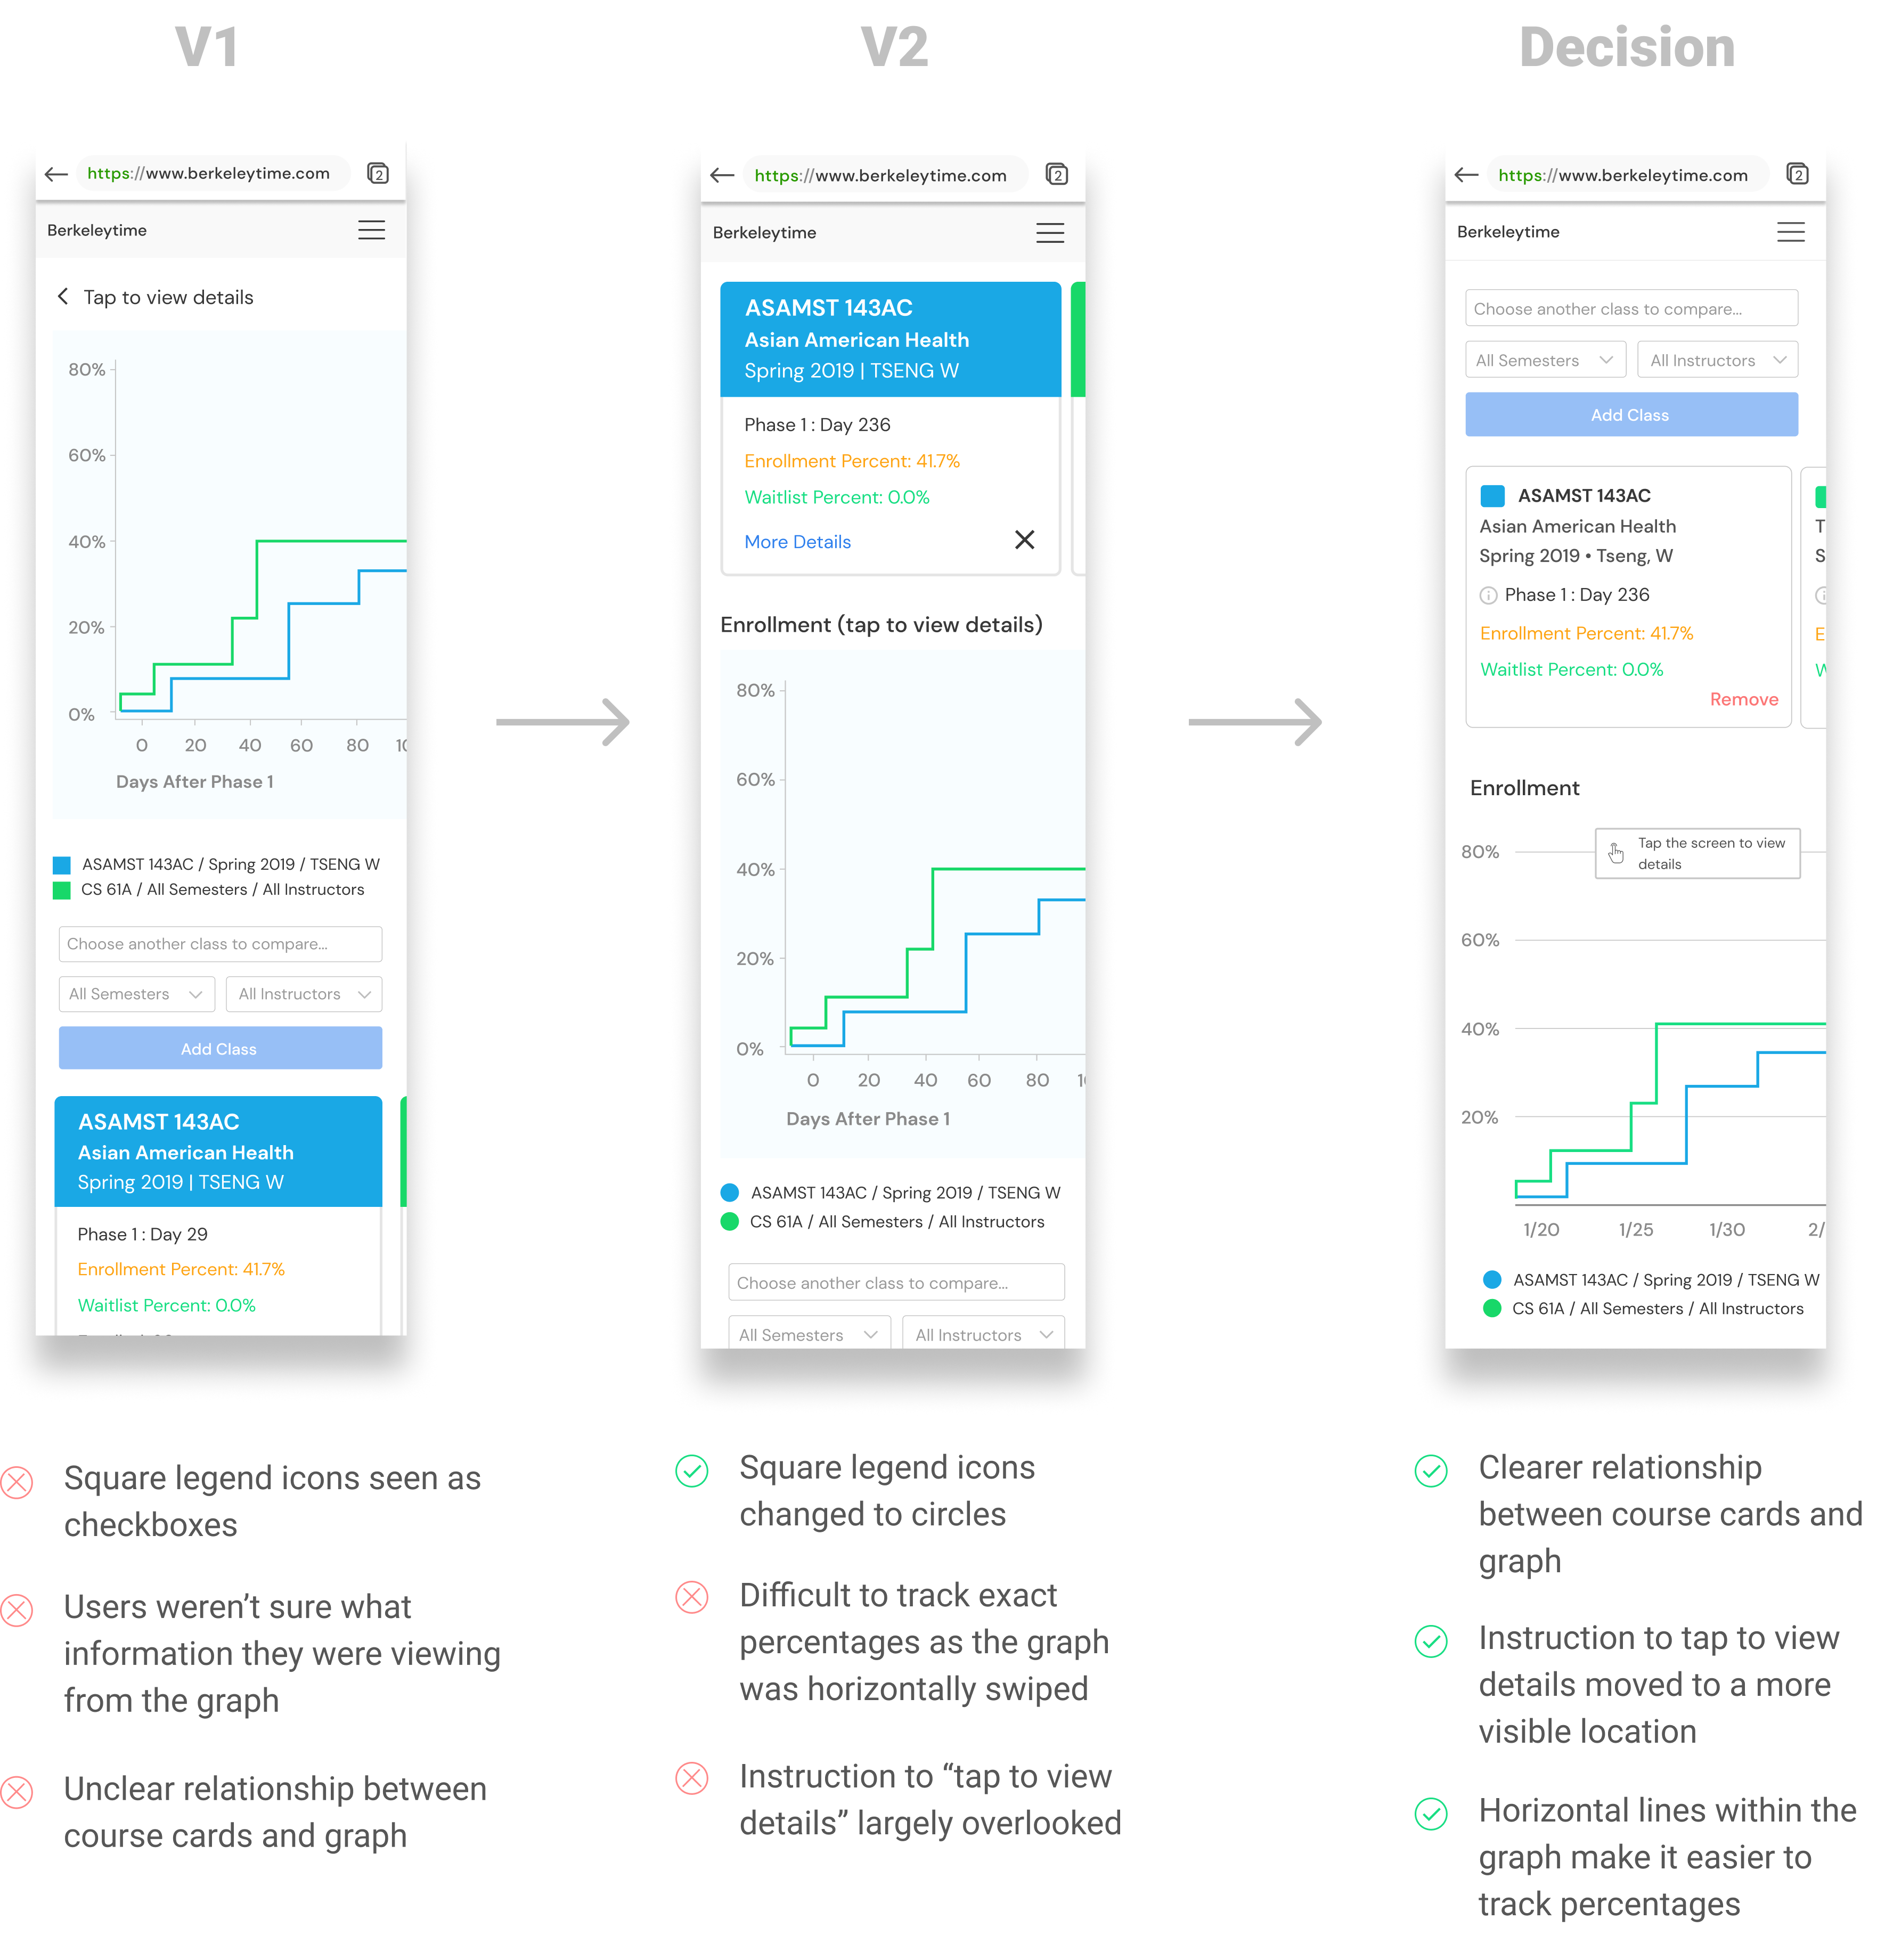 V1
https://www.berkeleytime.com
2
Berkeleytime
Tap to view details
80%
60%
40%
20%
0%
0 20 40 60 80
Days After Phase 1
ASAMST 143AC / Spring 2019 / TSENG W
CS 61A / All Semesters / All Instructors
Choose another class to compare...
All Semesters All Instructors
Add Class
ASAMST 143AC
Asian American Health
Spring 2019 | TSENG W
Phase 1 : Day 29
Enrollment Percent: 41.7%
Waitlist Percent: 0.0%
Square legend icons seen as
checkboxes
Users weren’t sure what
information they were viewing
from the graph
Unclear relationship between
course cards and graph
V2
https://www.berkeleytime.com
2
Berkeleytime
ASAMST 143AC
Asian American Health
Spring 2019 | TSENG W
Phase 1 : Day 236
Enrollment Percent: 41.7%
Waitlist Percent: 0.0%
More Details
Enrollment (tap to view details)
80%
60%
40%
20%
0%
0 20 40 60 80
Days After Phase 1
ASAMST 143AC / Spring 2019 / TSENG W
CS 61A / All Semesters / All Instructors
Choose another class to compare...
All Semesters All Instructors
Square legend icons
changed to circles
Difficult to track exact
percentages as the graph
was horizontally swiped
Instruction to “tap to view
details” largely overlooked
Decision
https://www.berkeleytime.com
2
Berkeleytime
Choose another class to compare...
All Semesters All Instructors
Add Class
ASAMST 143AC
Asian American Health T
Spring 2019 • Tseng, W S
Phase 1 : Day 236
Enrollment Percent: 41.7% E
Waitlist Percent: 0.0%
Remove
Enrollment
Tap the screen to view
details
80%
60%
40%
20%
1/20 1/25 1/30 2/
ASAMST 143AC / Spring 2019 / TSENG W
CS 61A / All Semesters / All Instructors
Clearer relationship
between course cards and
graph
Instruction to tap to view
details moved to a more
visible location
Horizontal lines within the
graph make it easier to
track percentages